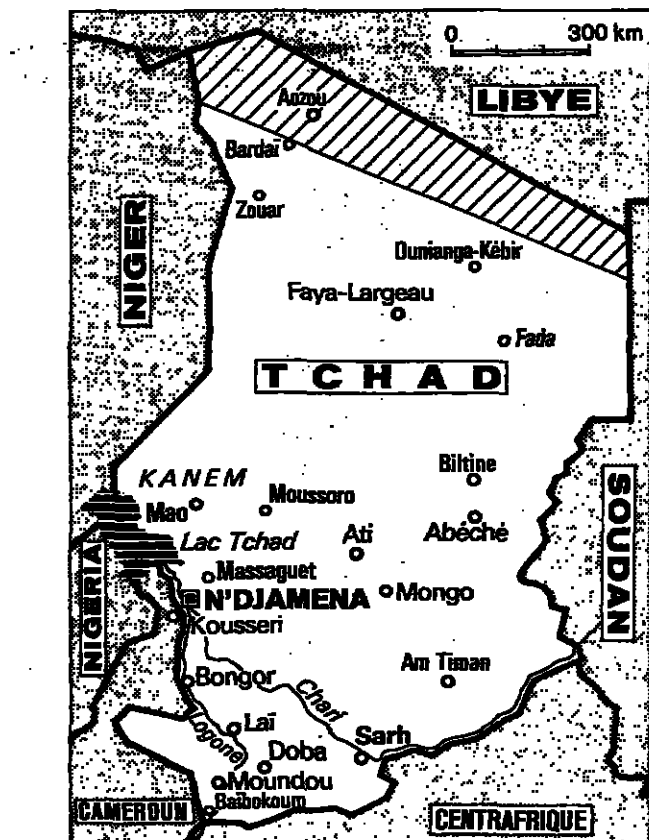 0 300 km
LIBYE
Aozou
Bardaï
Zouar
NIGER
Ounianga-Kébir
Faya-Largeau
Fada
TCHAD
Biltine
KANEM
Moussoro
Mao
Abéché
SOUDAN
Ati
Lac Tchad
Massaguet
Mongo
N'DJAMENA
NIGERIA
Kousseri
Am Timan
Bongor
Chari
Laï
Logone
Sarh
Doba
Moundou
Baïbokoum
CAMEROUN
CENTRAFRIQUE